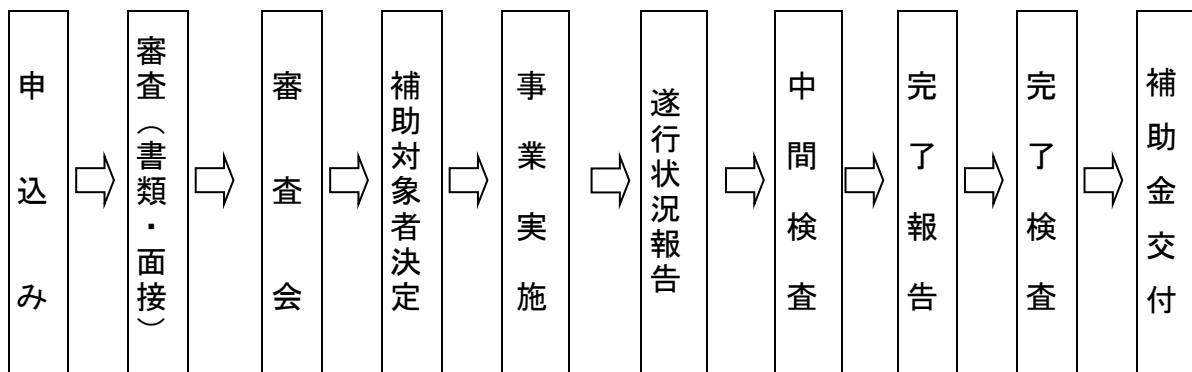 申込み
審査（書類・面接）
審査会
補助対象者決定
事業実施
遂行状況報告
中間検査
完了報告
完了検査
補助金交付